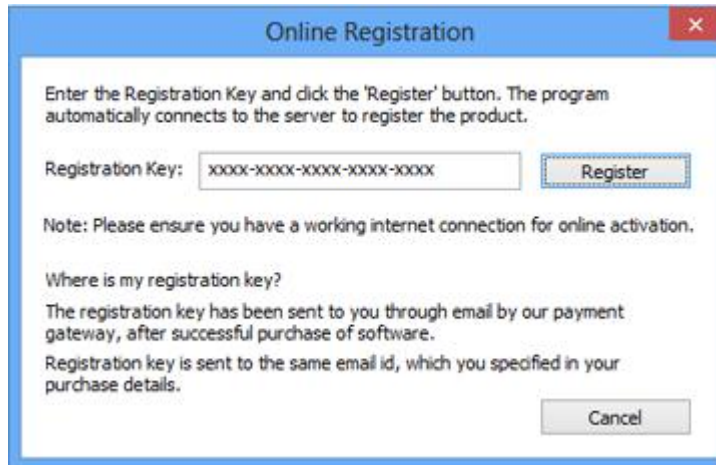 Online Registration
Enter the Registration Key and click the 'Register' button. The program
automatically connects to the server to register the product.
Registration Key: xxxx-xxxx-xxxx-xxxx-xxxx Register
Note: Please ensure you have a working internet connection for online activation.
Where is my registration key?
The registration key has been sent to you through email by our payment
gateway, after successful purchase of software.
Registration key is sent to the same email id, which you specified in your
purchase details.
Cancel